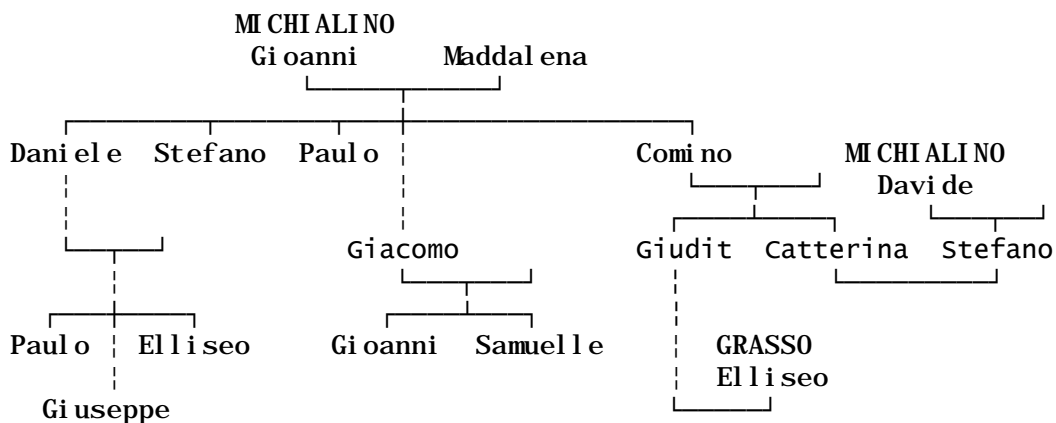 MICHIALINO
Gioanni Maddalena
Daniele Stefano Paulo Comino MICHIALINO
Davide
Giacomo Giudit Catterina Stefano
Paulo Elliseo Gioanni Samuelle GRASSO
Elliseo
Giuseppe